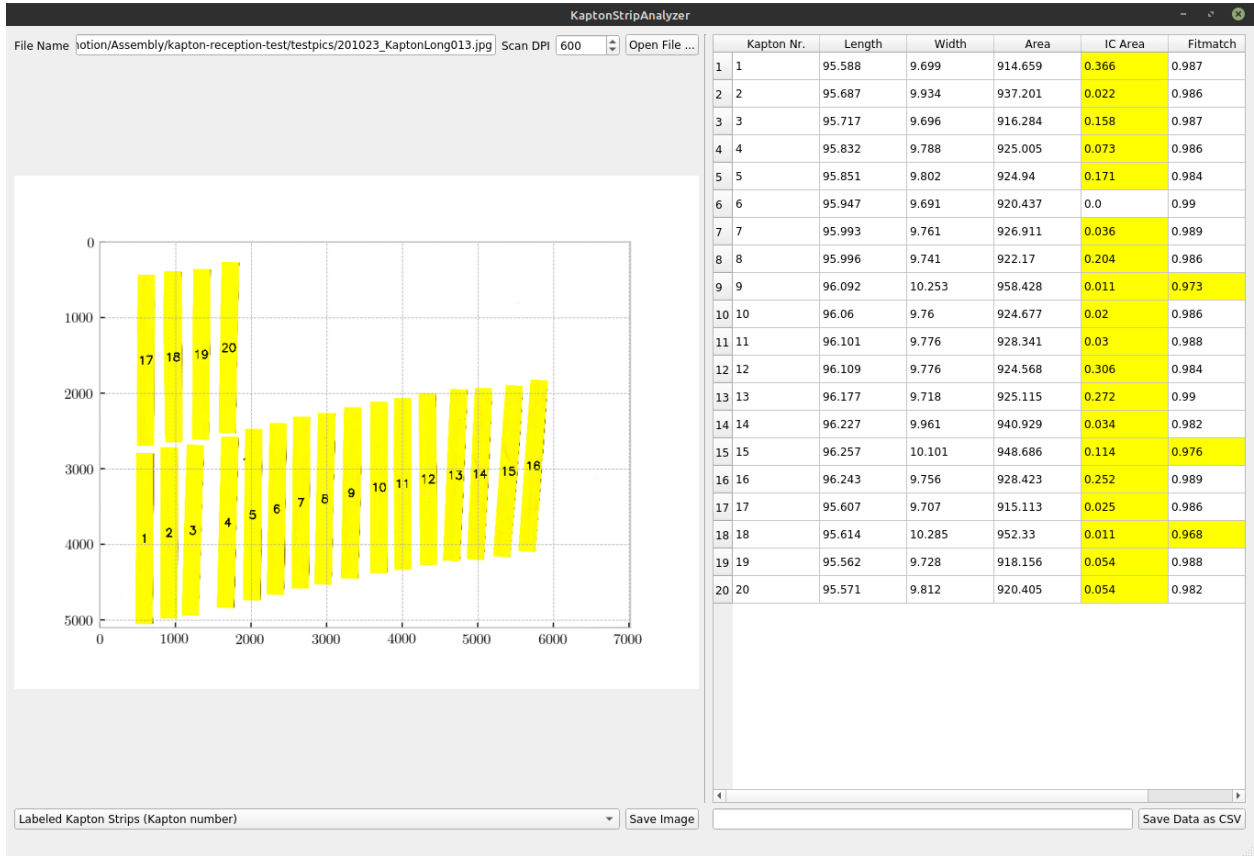 KaptonStripAnalyzer
File Name notion/Assembly/kapton-reception-test/testpics/201023_KaptonLong013.jpg Scan DPI 600 Open File ...
0
1000
2000
3000
4000
5000
0 1000 2000 3000 4000 5000 6000 7000
17 18 19 20
1 2 3 4 5 6 7 8 9 10 11 12 13 14 15 16
Labeled Kapton Strips (Kapton number) Save Image
Kapton Nr. Length Width Area IC Area Fitmatch
1 1 95.588 9.699 914.659 0.366 0.987
2 2 95.687 9.934 937.201 0.022 0.986
3 3 95.717 9.696 916.284 0.158 0.987
4 4 95.832 9.788 925.005 0.073 0.986
5 5 95.851 9.802 924.94 0.171 0.984
6 6 95.947 9.691 920.437 0.0 0.99
7 7 95.993 9.761 926.911 0.036 0.989
8 8 95.996 9.741 922.17 0.204 0.986
9 9 96.092 10.253 958.428 0.011 0.973
10 10 96.06 9.76 924.677 0.02 0.986
11 11 96.101 9.776 928.341 0.03 0.988
12 12 96.109 9.776 924.568 0.306 0.984
13 13 96.177 9.718 925.115 0.272 0.99
14 14 96.227 9.961 940.929 0.034 0.982
15 15 96.257 10.101 948.686 0.114 0.976
16 16 96.243 9.756 928.423 0.252 0.989
17 17 95.607 9.707 915.113 0.025 0.986
18 18 95.614 10.285 952.33 0.011 0.968
19 19 95.562 9.728 918.156 0.054 0.988
20 20 95.571 9.812 920.405 0.054 0.982
Save Data as CSV